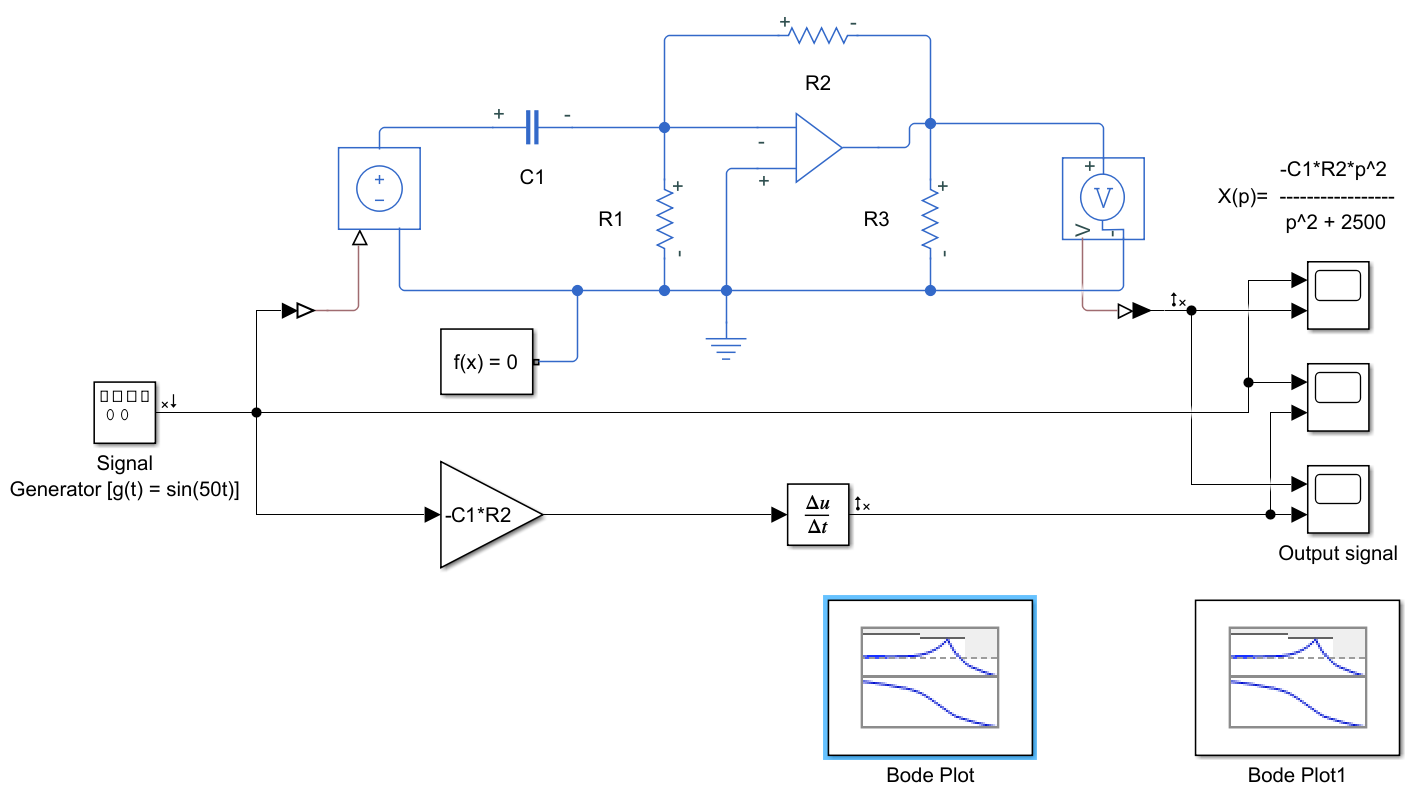 + -
R2
+ -
C1
-
+
+
−
R1
+
-
R3
+
-
+
V
V
-
-C1*R2*p^2
X(p)= -----------------
p^2 + 2500
f(x) = 0
Signal
Generator [g(t) = sin(50t)]
-C1*R2
Δu
Δt
Output signal
Bode Plot
Bode Plot1